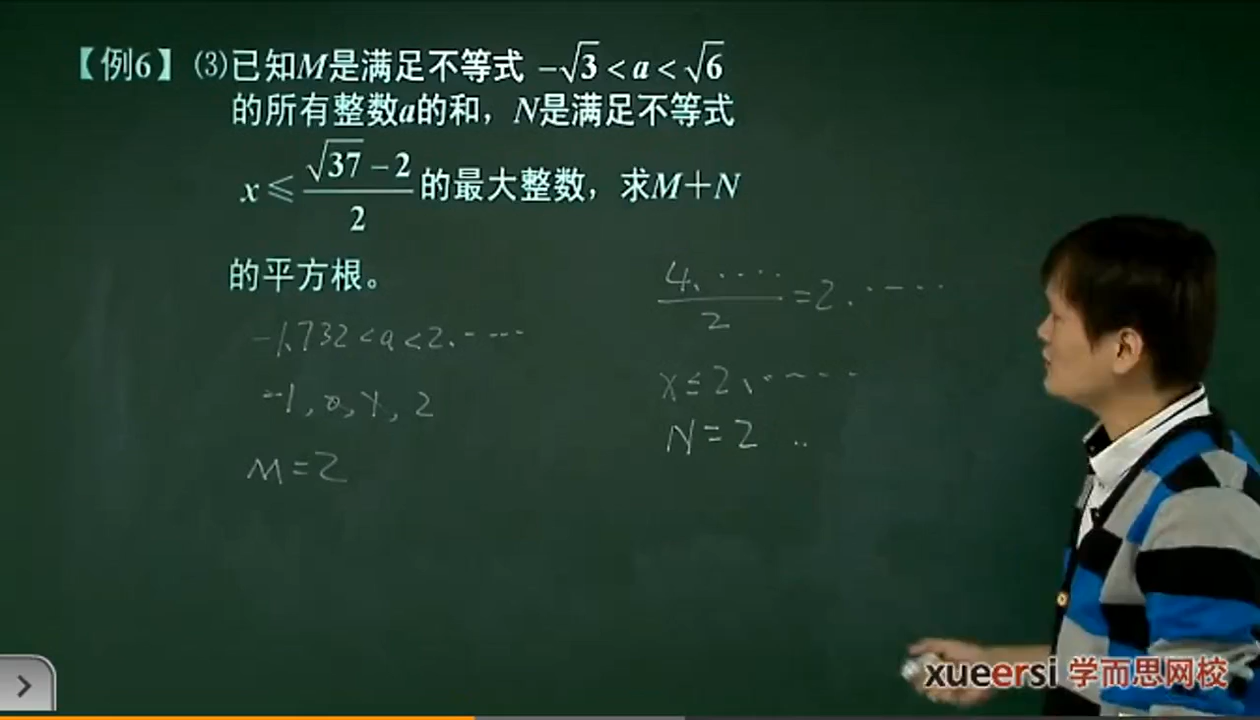 【例6】(3)已知M是满足不等式 −√3 < a < √6
的所有整数a的和，N是满足不等式
x ≤ (√37 − 2)/2 的最大整数，求M＋N
的平方根。
−1.732 < a < 2.·····
−1, 0, 1, 2
M = 2
4.·····/2 = 2.·····
x ≤ 2.·····
N = 2
xueersi 学而思网校